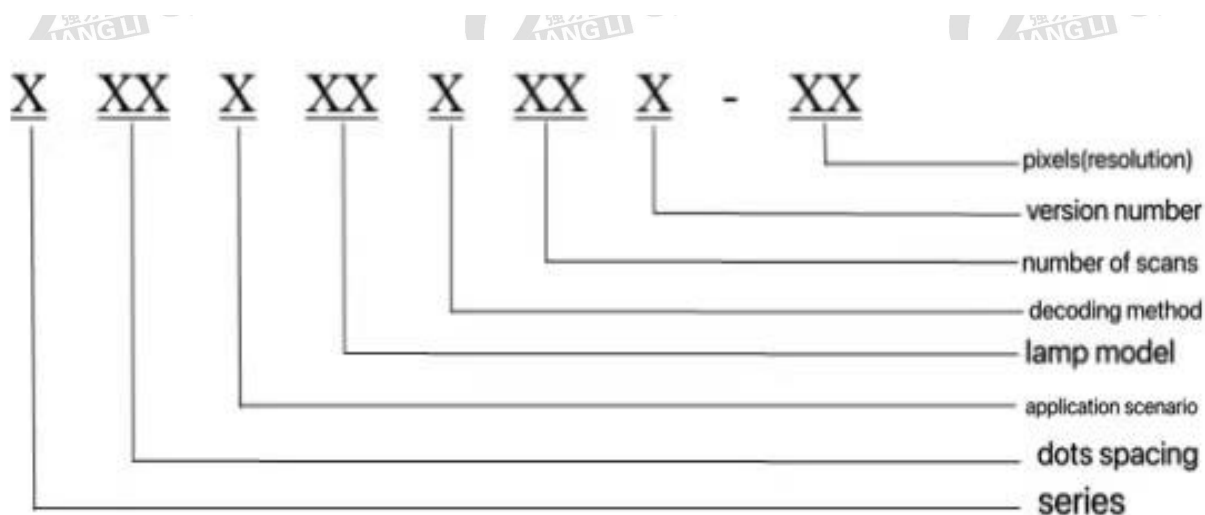 X XX X XX X XX X - XX
pixels(resolution)
version number
number of scans
decoding method
lamp model
application scenario
dots spacing
series